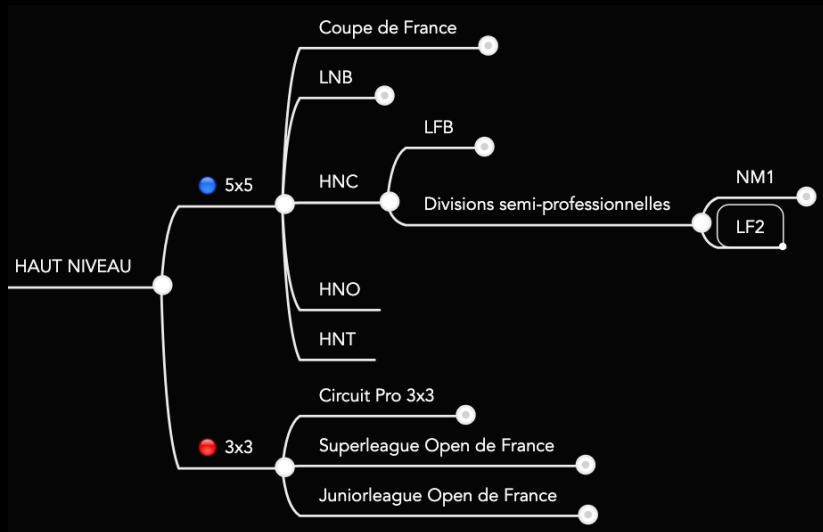 HAUT NIVEAU
5x5
Coupe de France
LNB
HNC
LFB
Divisions semi-professionnelles
NM1
LF2
HNO
HNT
3x3
Circuit Pro 3x3
Superleague Open de France
Juniorleague Open de France